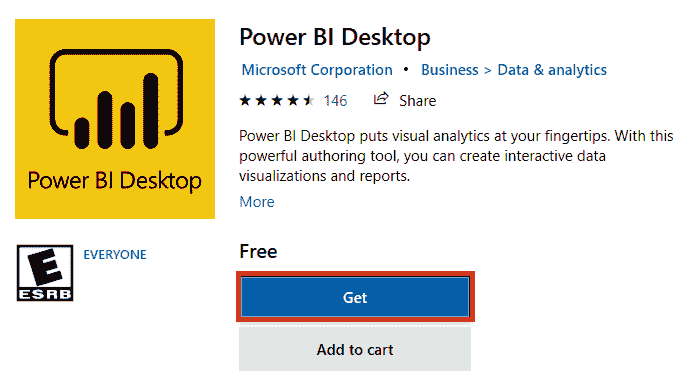 Power BI Desktop
Microsoft Corporation • Business > Data & analytics
146 Share
Power BI Desktop puts visual analytics at your fingertips. With this
powerful authoring tool, you can create interactive data
visualizations and reports.
More
Power BI Desktop
Free
E
ESRB
EVERYONE
Get
Add to cart